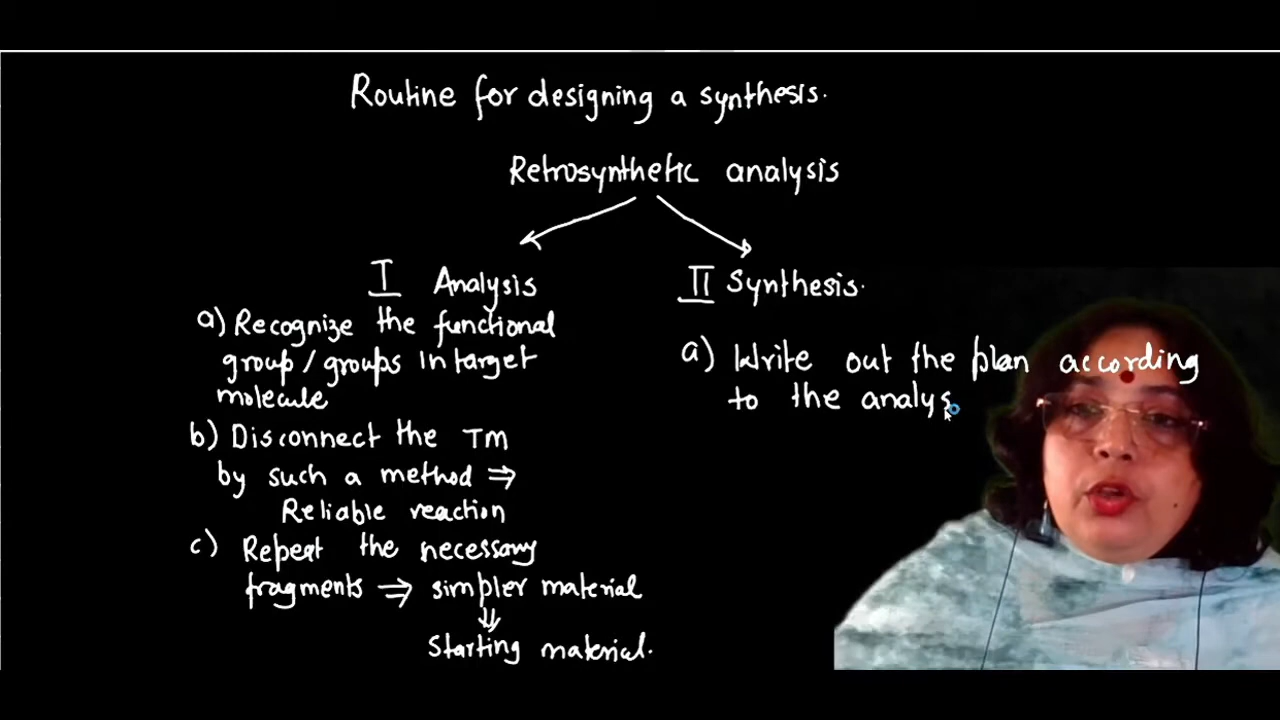 Routine for designing a synthesis.
Retrosynthetic analysis
I Analysis
a) Recognize the functional
group/groups in target
molecule
b) Disconnect the TM
by such a method ⇒
Reliable reaction
c) Repeat the necessary
fragments ⇒ simpler material
⇓
Starting material.
II Synthesis.
a) Write out the plan according
to the analys